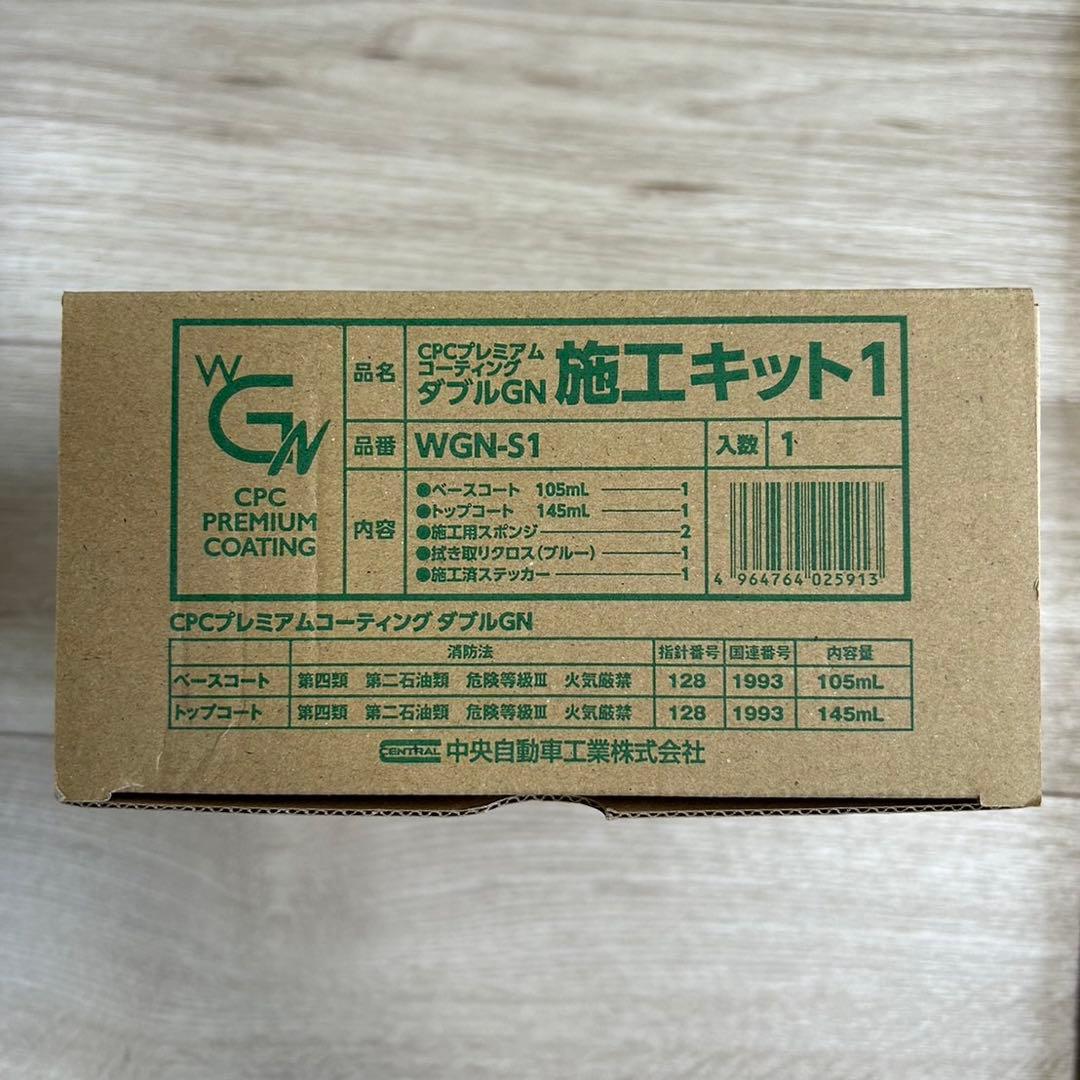 WGN
CPC
PREMIUM
COATING
品名
CPCプレミアム
コーティング
ダブルGN
施工キット1
品番 WGN-S1 入数 1
内容
●ベースコート 105mL 1
●トップコート 145mL 1
●施工用スポンジ 2
●拭き取りクロス(ブルー) 1
●施工済ステッカー 1
4 964764 025913
CPCプレミアムコーティング ダブルGN
消防法 指針番号 国連番号 内容量
ベースコート 第四類 第二石油類 危険等級Ⅲ 火気厳禁 128 1993 105mL
トップコート 第四類 第二石油類 危険等級Ⅲ 火気厳禁 128 1993 145mL
CENTRAL 中央自動車工業株式会社